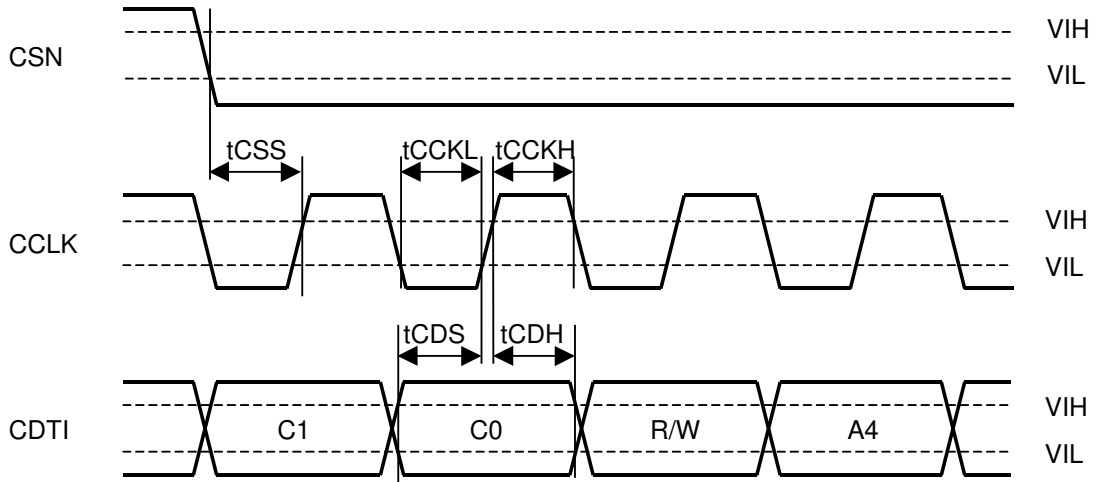 VIH
CSN
VIL
tCSS
tCCKL
tCCKH
VIH
CCLK
VIL
tCDS
tCDH
VIH
CDTI
C1
C0
R/W
A4
VIL